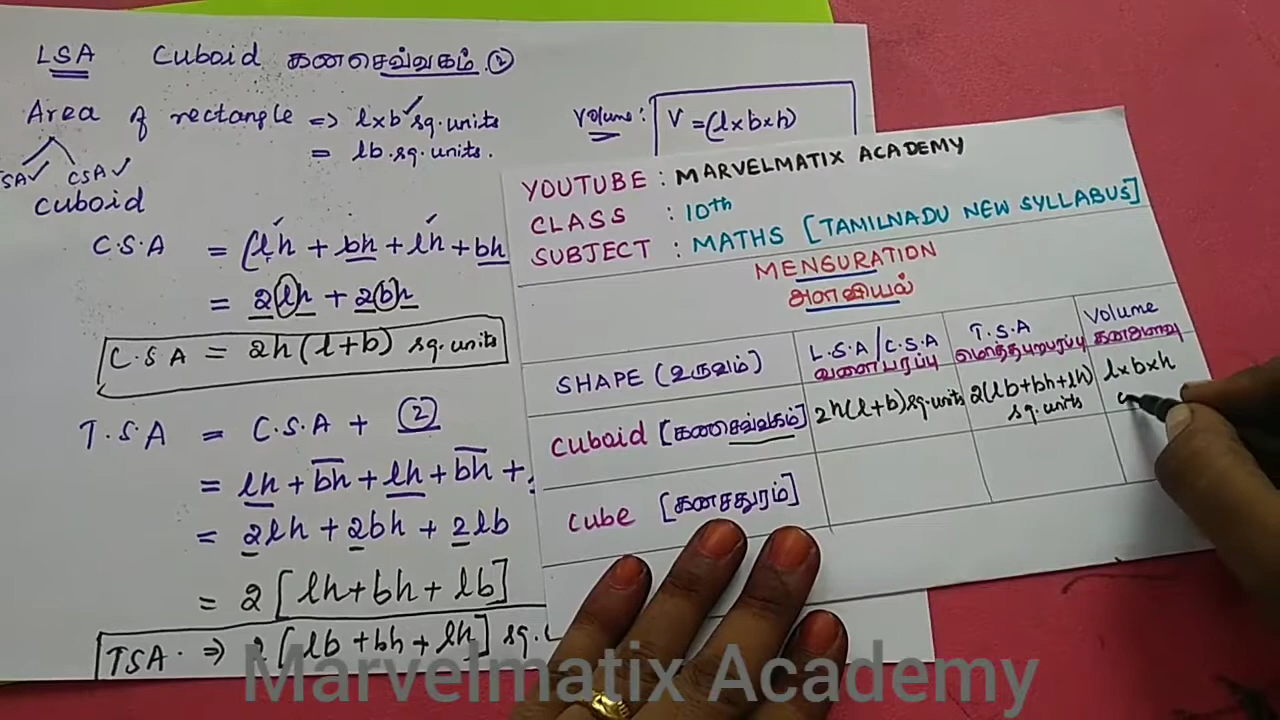 LSA Cuboid கனசெவ்வகம் ②
Area of rectangle => l×b sq.units
= lb.sq.units.
SA✓ CSA✓
Cuboid
C.S.A = (lh + bh + lh + bh
= 2lh + 2bh
C.S.A = 2h(l+b) sq.units
T.S.A = C.S.A + ②
= lh + bh + lh + bh +
= 2lh + 2bh + 2lb
= 2[lh+bh+lb]
TSA. => 2[lb+bh+lh] sq.
Volume: V =(l×b×h)
YOUTUBE : MARVELMATIX ACADEMY
CLASS : 10th
SUBJECT : MATHS [TAMILNADU NEW SYLLABUS]
MENSURATION
அளவியல்
SHAPE (உருவம்) L.S.A/C.S.A வளைபரப்பு T.S.A மொத்தபுறபரப்பு Volume கனஅளவு
Cuboid [கனசெவ்வகம்] 2h(l+b)sq.units 2(lb+bh+lh) sq.units l×b×h
Cube [கனசதுரம்]
Marvelmatix Academy